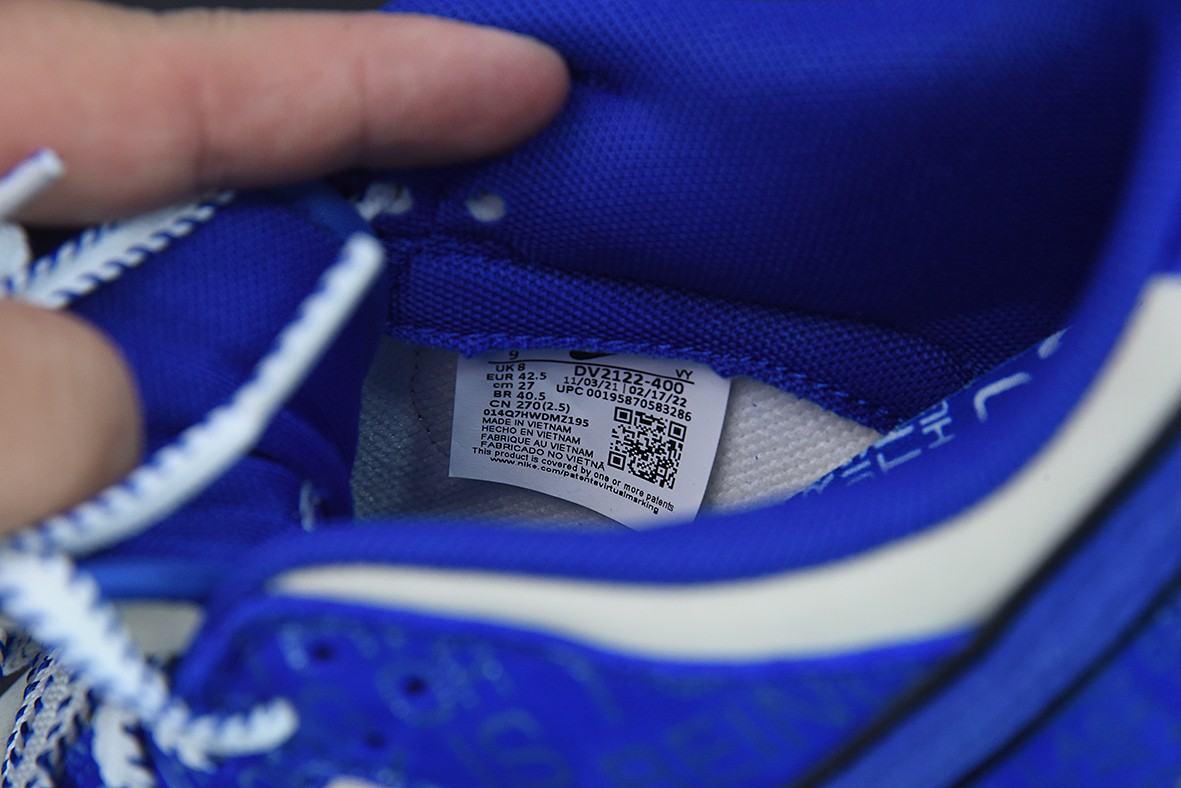 9
UK 8
EUR 42.5
cm 27
BR 40.5
CN 270(2.5)
VY
DV2122-400
11/03/21 | 02/17/22
UPC 00195870583286
014Q7HWDMZ195
MADE IN VIETNAM
HECHO EN VIETNAM
FABRIQUE AU VIETNAM
FABRICADO NO VIETNA
This product is covered by one or more patents
www.nike.com/patentsvirtualmarking
IS